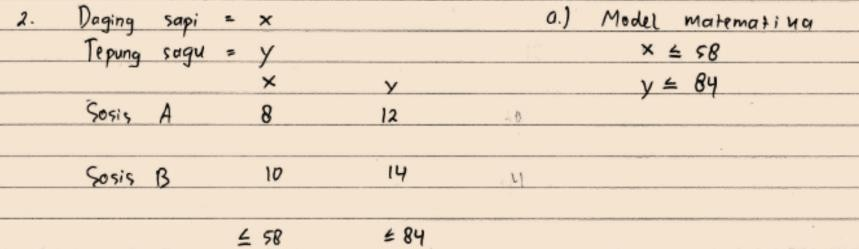 2. Daging sapi = x
Tepung sagu = y
x y
Sosis A 8 12
Sosis B 10 14
≤ 58 ≤ 84
a.) Model matematika
x ≤ 58
y ≤ 84